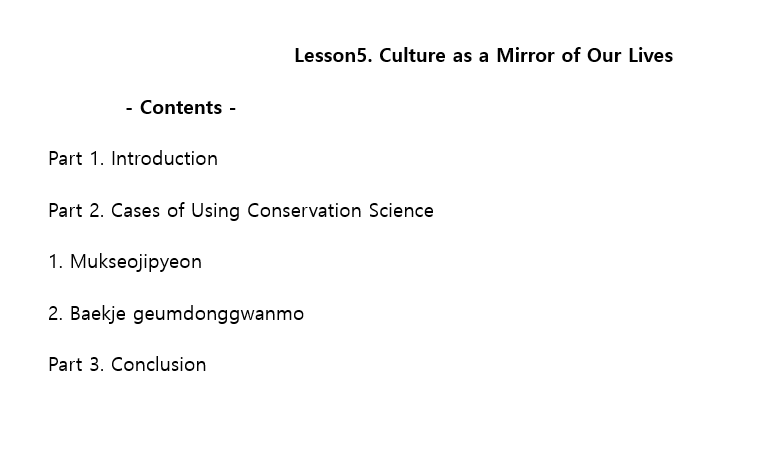 Lesson5. Culture as a Mirror of Our Lives
- Contents -
Part 1. Introduction
Part 2. Cases of Using Conservation Science
1. Mukseojipyeon
2. Baekje geumdonggwanmo
Part 3. Conclusion